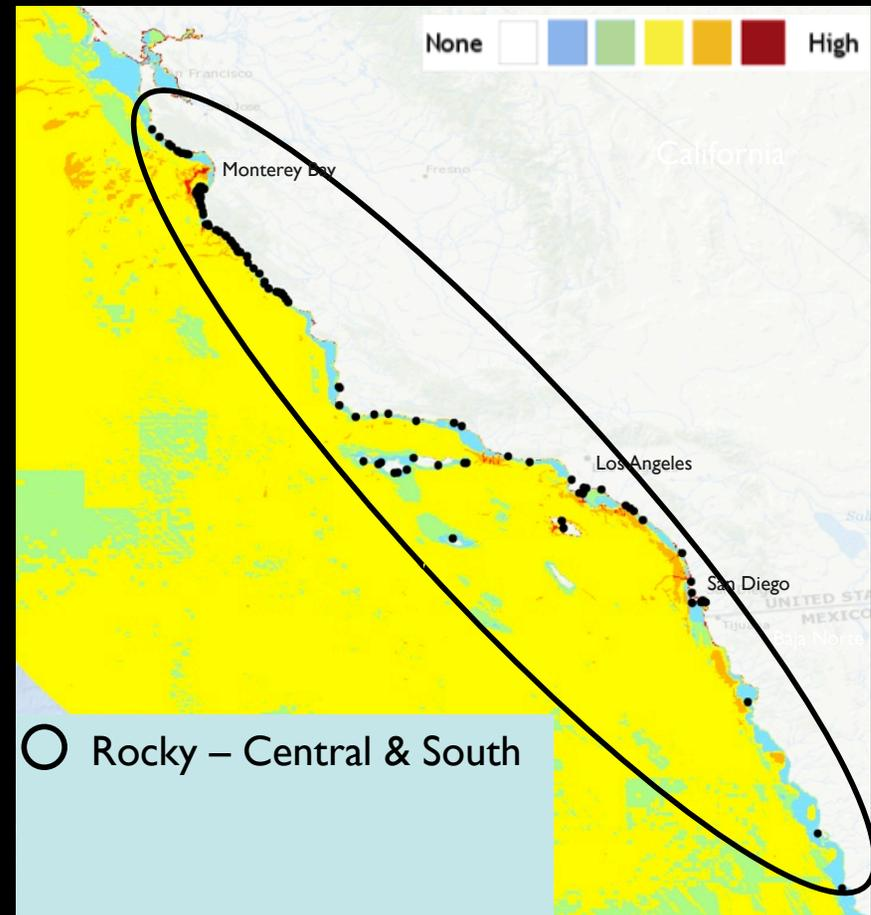 None
High
n Francisco
Jose
California
Monterey Bay
Fresno
Los Angeles
San Diego
UNITED STA
MEXICO
Tijuana
Baja Norte
Rocky – Central & South